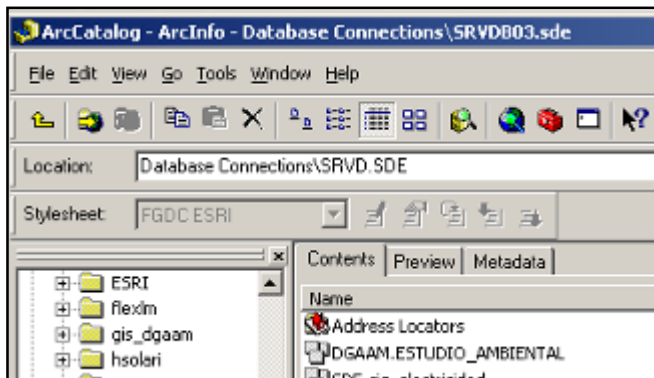 ArcCatalog - ArcInfo - Database Connections\SRVDB03.sde
File Edit View Go Tools Window Help
Location: Database Connections\SRVD.SDE
Stylesheet: FGDC ESRI
Contents Preview Metadata
ESRI
flexlm
gis_dgaam
hsolari
Name
Address Locators
DGAAM.ESTUDIO_AMBIENTAL